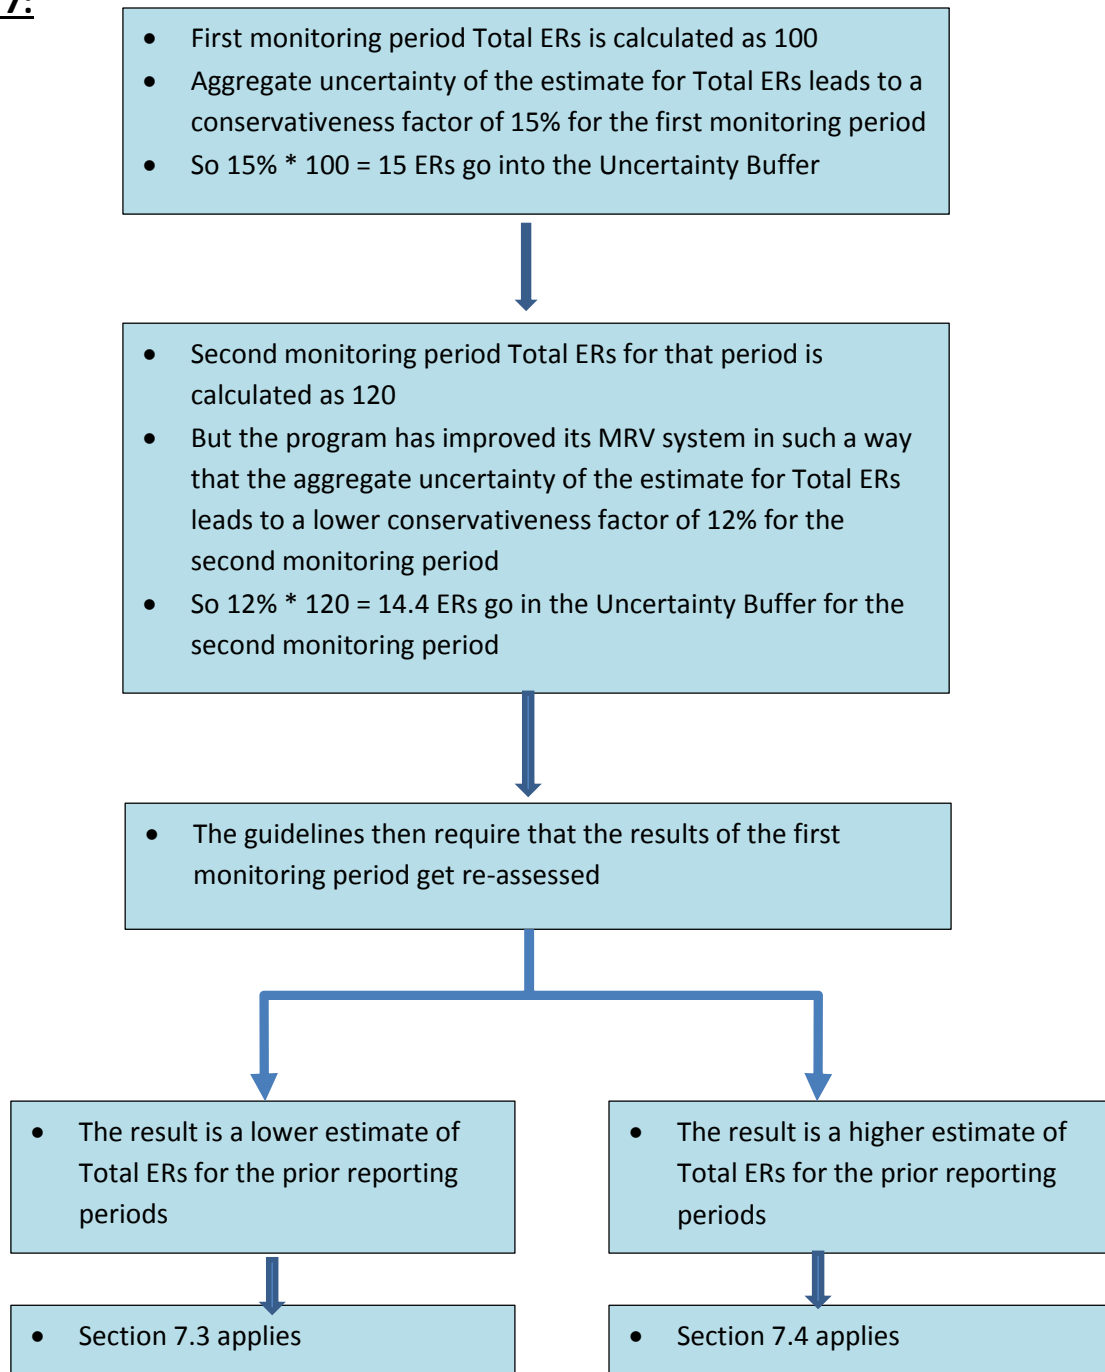 7:
• First monitoring period Total ERs is calculated as 100
• Aggregate uncertainty of the estimate for Total ERs leads to a
conservativeness factor of 15% for the first monitoring period
• So 15% * 100 = 15 ERs go into the Uncertainty Buffer
• Second monitoring period Total ERs for that period is
calculated as 120
• But the program has improved its MRV system in such a way
that the aggregate uncertainty of the estimate for Total ERs
leads to a lower conservativeness factor of 12% for the
second monitoring period
• So 12% * 120 = 14.4 ERs go in the Uncertainty Buffer for the
second monitoring period
• The guidelines then require that the results of the first
monitoring period get re-assessed
• The result is a lower estimate of
Total ERs for the prior reporting
periods
• The result is a higher estimate of
Total ERs for the prior reporting
periods
• Section 7.3 applies
• Section 7.4 applies